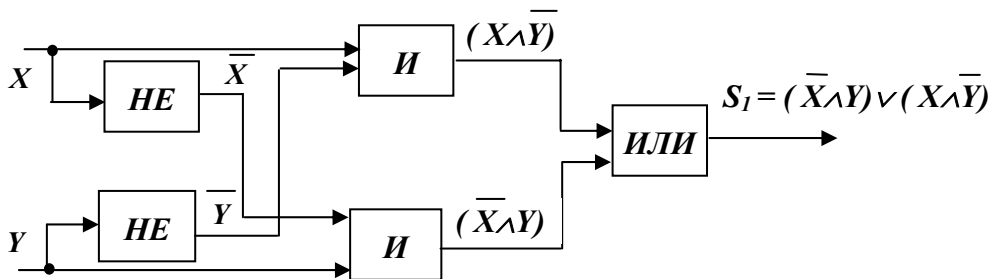 (X∧Y̅)
X
НЕ
X̅
И
S₁ = (X̅∧Y) ∨ (X∧Y̅)
ИЛИ
Y
НЕ
Y̅
И
(X̅∧Y)